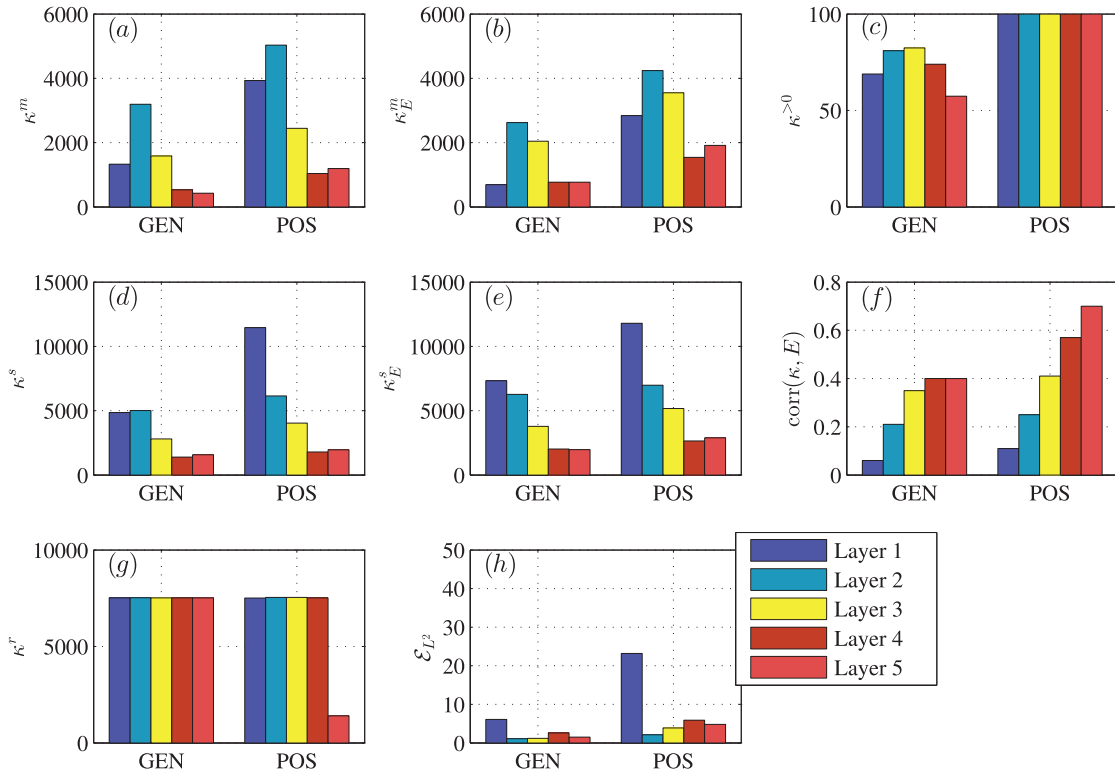 (a)
6000
4000
2000
0
κ^m
GEN POS
(b)
6000
4000
2000
0
κ_E^m
GEN POS
(c)
100
50
0
κ^{>0}
GEN POS
(d)
15000
10000
5000
0
κ^s
GEN POS
(e)
15000
10000
5000
0
κ_E^s
GEN POS
(f)
0.8
0.6
0.4
0.2
0
corr(κ, E)
GEN POS
(g)
10000
5000
0
κ^r
GEN POS
(h)
50
40
30
20
10
0
ℰ_{L^2}
GEN POS
Layer 1
Layer 2
Layer 3
Layer 4
Layer 5